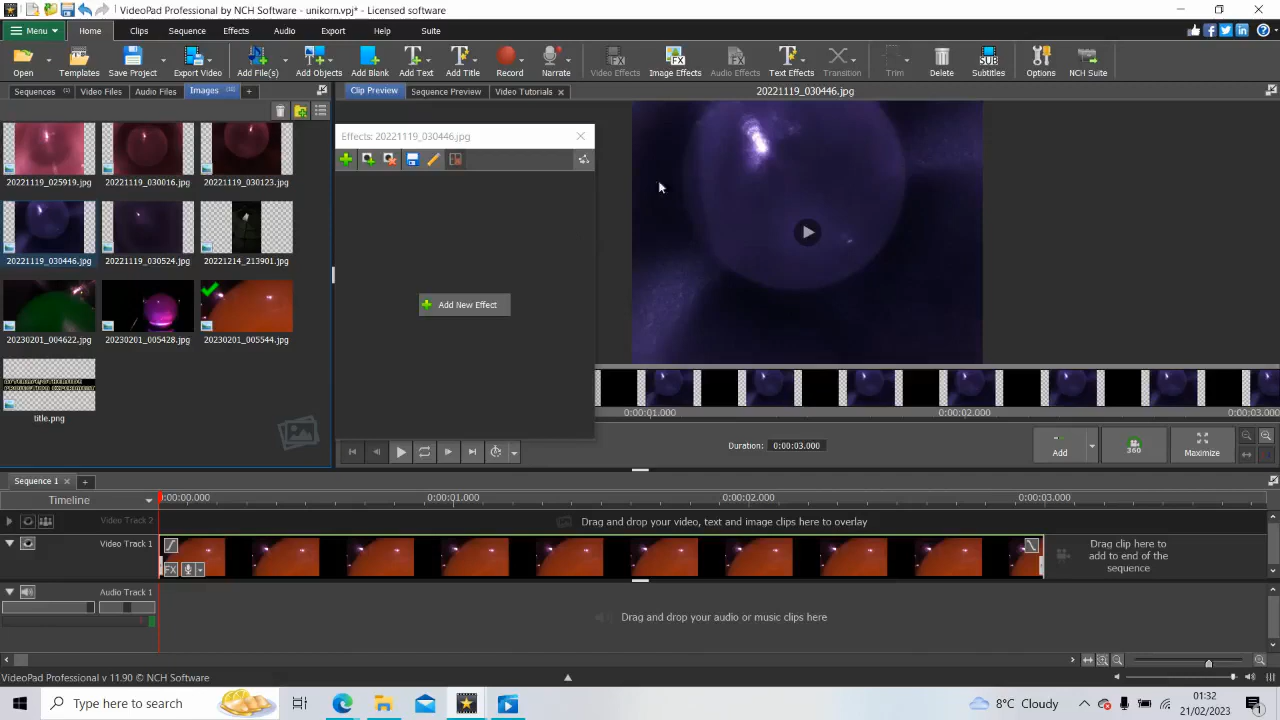 VideoPad Professional by NCH Software - unikorn.vpj* - Licensed software
Menu Home Clips Sequence Effects Audio Export Help Suite
Open Templates Save Project Export Video Add File(s) Add Objects Add Blank Add Text Add Title Record Narrate Video Effects Image Effects Audio Effects Text Effects Transition Trim Delete Subtitles Options NCH Suite
Sequences (1) Video Files Audio Files Images (10) +
Clip Preview Sequence Preview Video Tutorials × 20221119_030446.jpg
Effects: 20221119_030446.jpg
20221119_025919.jpg 20221119_030016.jpg 20221119_030123.jpg
20221119_030446.jpg 20221119_030524.jpg 20221214_213901.jpg
Add New Effect
20230201_004622.jpg 20230201_005428.jpg 20230201_005544.jpg
title.png
0:00:01.000 0:00:02.000 0:00:03.000
Duration: 0:00:03.000
Add 360 Maximize
Sequence 1 × +
Timeline 0:00:00.000 0:00:01.000 0:00:02.000 0:00:03.000
Video Track 2 Drag and drop your video, text and image clips here to overlay
Video Track 1 FX
Drag clip here to
add to end of the
sequence
Audio Track 1
Drag and drop your audio or music clips here
VideoPad Professional v 11.90 © NCH Software
Type here to search
8°C Cloudy
01:32
21/02/2023